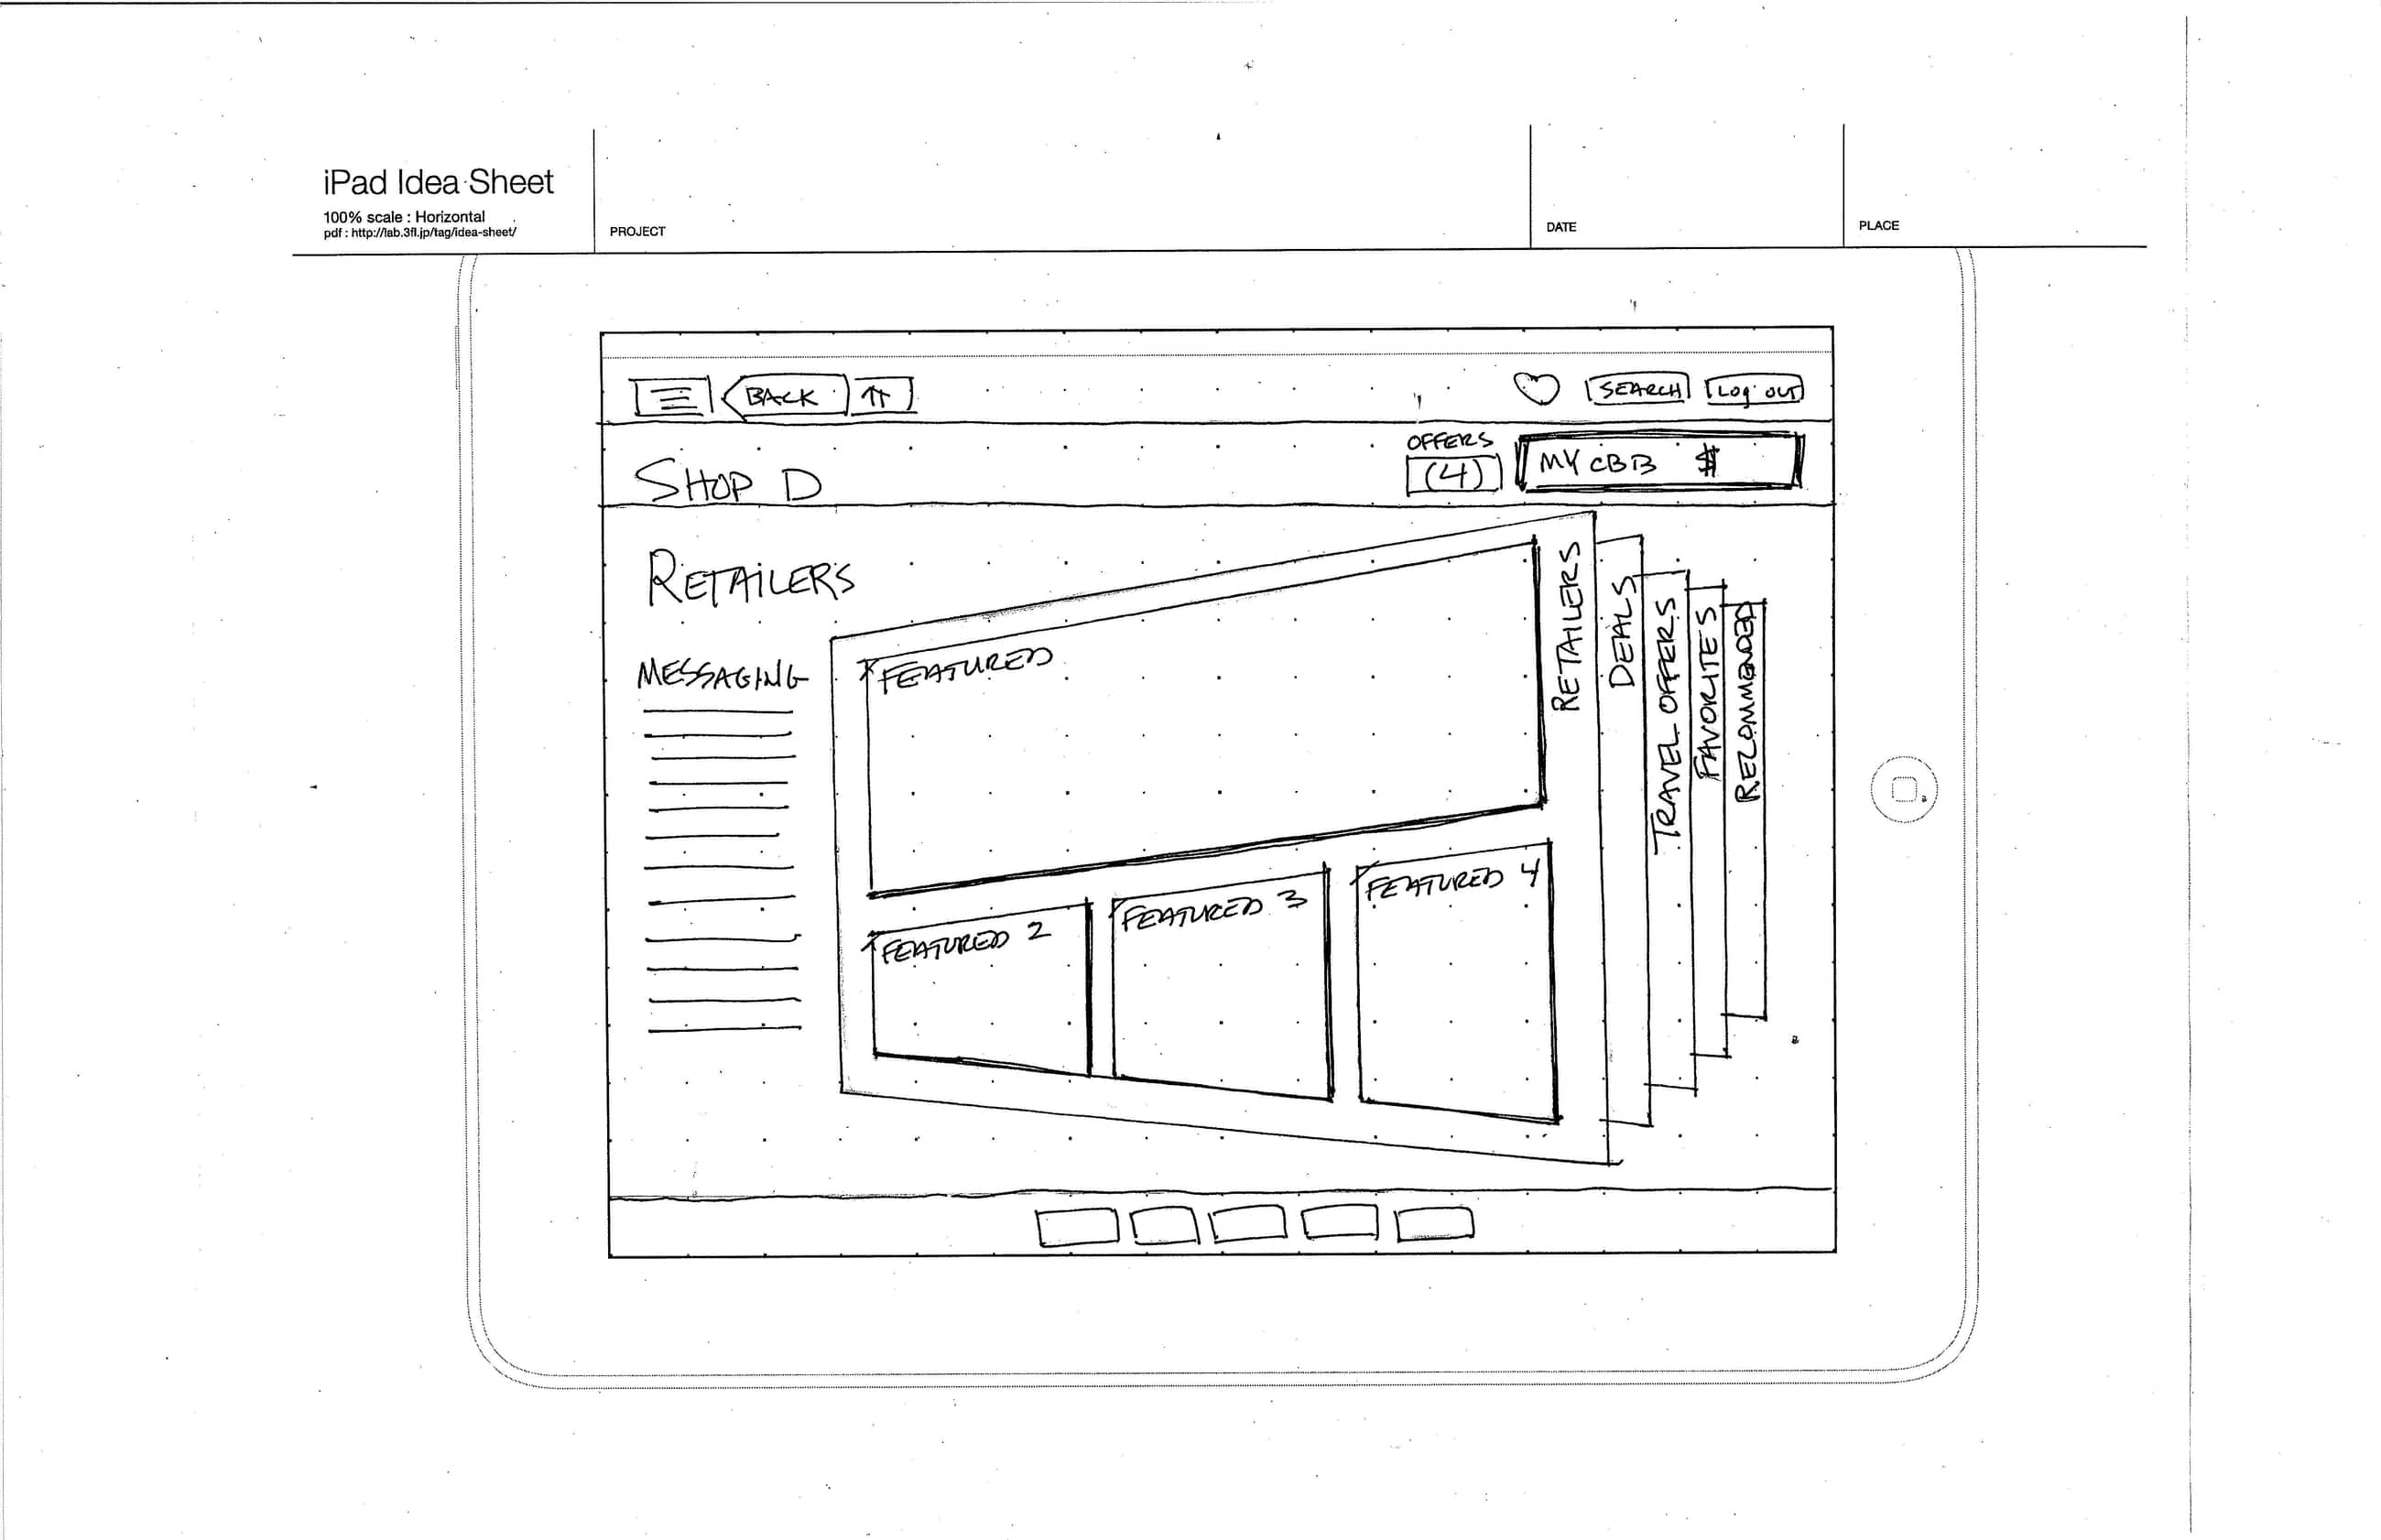 iPad Idea Sheet
100% scale : Horizontal
pdf : http://lab.3fl.jp/tag/idea-sheet/
PROJECT
DATE
PLACE
BACK
SEARCH
LOG OUT
SHOP D
OFFERS
(4)
MY CBB $
RETAILERS
MESSAGING
FEATURED
FEATURED 2
FEATURED 3
FEATURED 4
RETAILERS
DEALS
TRAVEL OFFERS
FAVORITES
RECOMMENDED